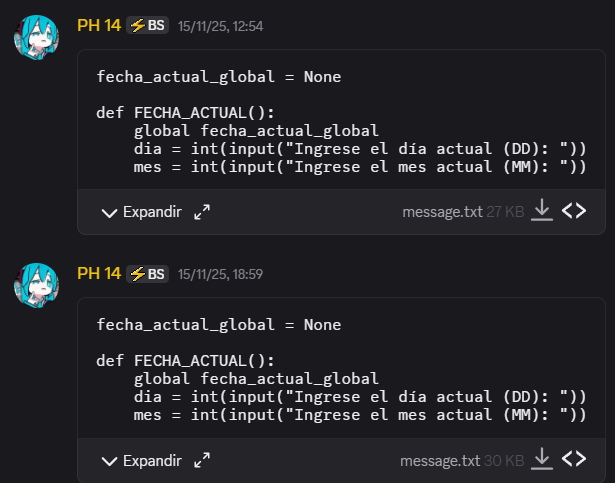 PH 14 ⚡BS 15/11/25, 12:54
fecha_actual_global = None
def FECHA_ACTUAL():
    global fecha_actual_global
    dia = int(input("Ingrese el día actual (DD): "))
    mes = int(input("Ingrese el mes actual (MM): "))
Expandir message.txt 27 KB
PH 14 ⚡BS 15/11/25, 18:59
fecha_actual_global = None
def FECHA_ACTUAL():
    global fecha_actual_global
    dia = int(input("Ingrese el día actual (DD): "))
    mes = int(input("Ingrese el mes actual (MM): "))
Expandir message.txt 30 KB